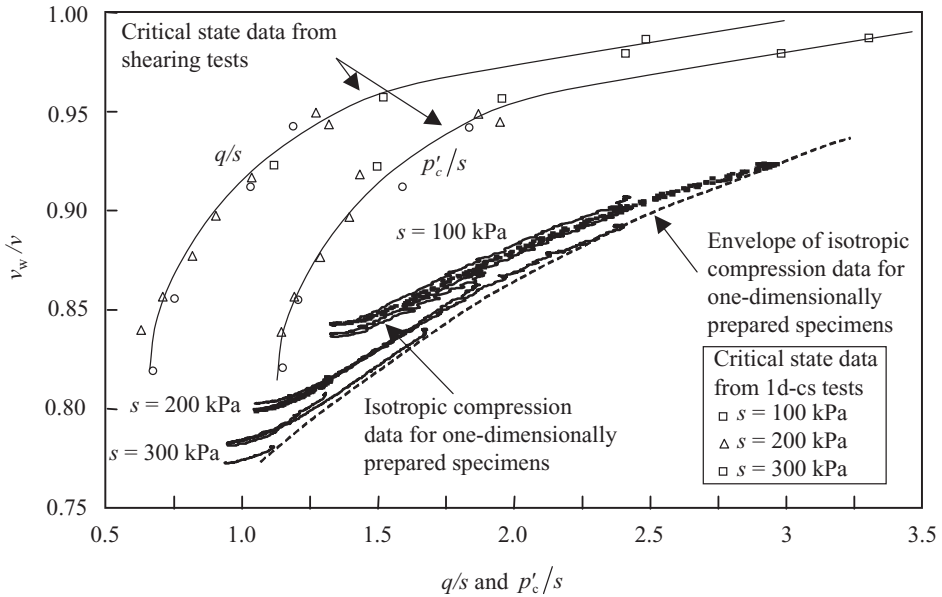 1.00
Critical state data from
shearing tests
0.95
q/s
p′c/s
0.90
s = 100 kPa
vw/v
Envelope of isotropic
compression data for
one-dimensionally
prepared specimens
0.85
Critical state data
from 1d-cs tests
s = 100 kPa
s = 200 kPa
s = 300 kPa
0.80
s = 200 kPa
Isotropic compression
data for one-dimensionally
prepared specimens
s = 300 kPa
0.75
0.5 1.0 1.5 2.0 2.5 3.0 3.5
q/s and p′c/s